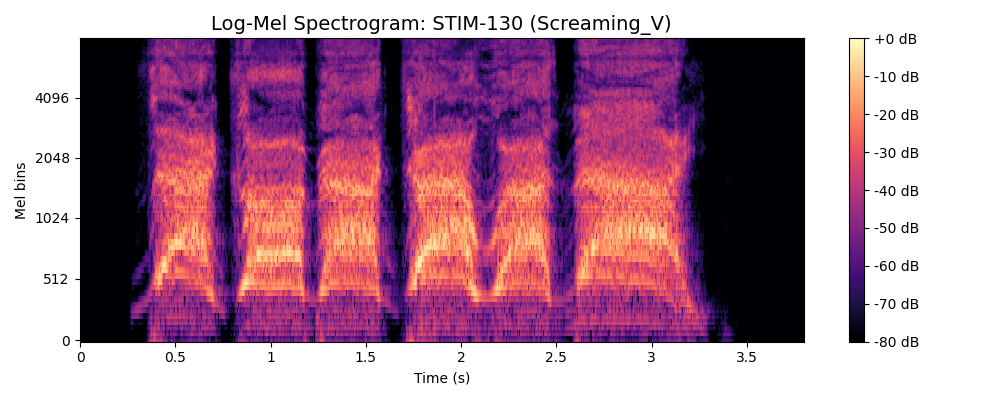 Log-Mel Spectrogram: STIM-130 (Screaming_V)
Mel bins
4096
2048
1024
512
0
0
0.5
1
1.5
2
2.5
3
3.5
Time (s)
+0 dB
-10 dB
-20 dB
-30 dB
-40 dB
-50 dB
-60 dB
-70 dB
-80 dB